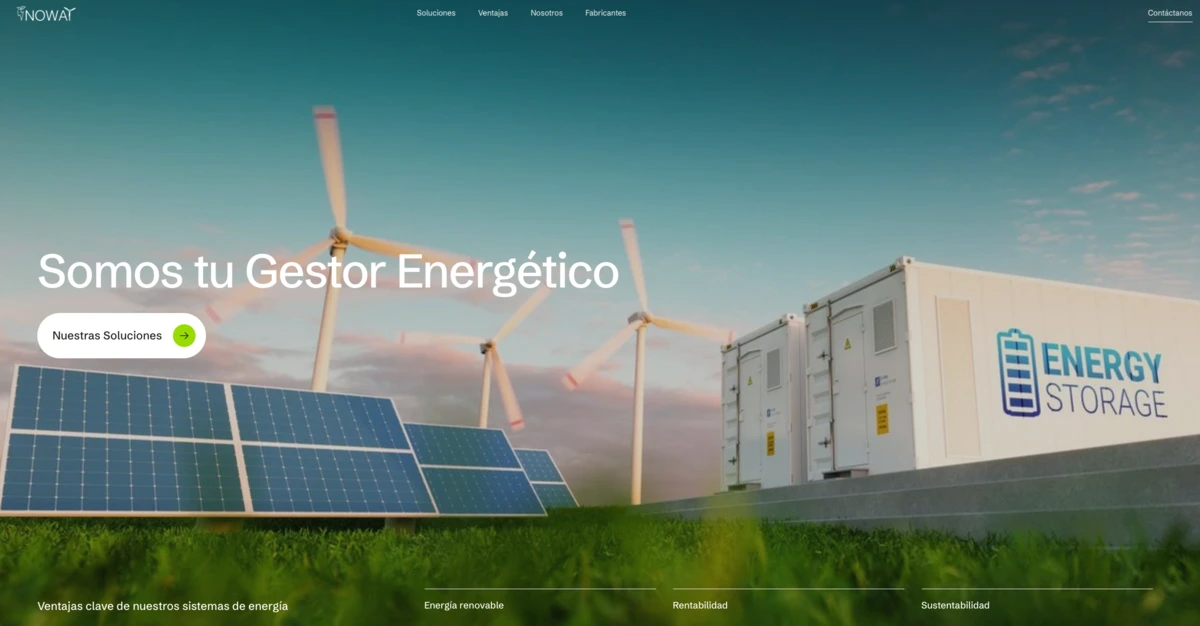 NOWAT
Soluciones
Ventajas
Nosotros
Fabricantes
Contáctanos
Somos tu Gestor Energético
Nuestras Soluciones
ENERGY
STORAGE
Ventajas clave de nuestros sistemas de energía
Energía renovable
Rentabilidad
Sustentabilidad